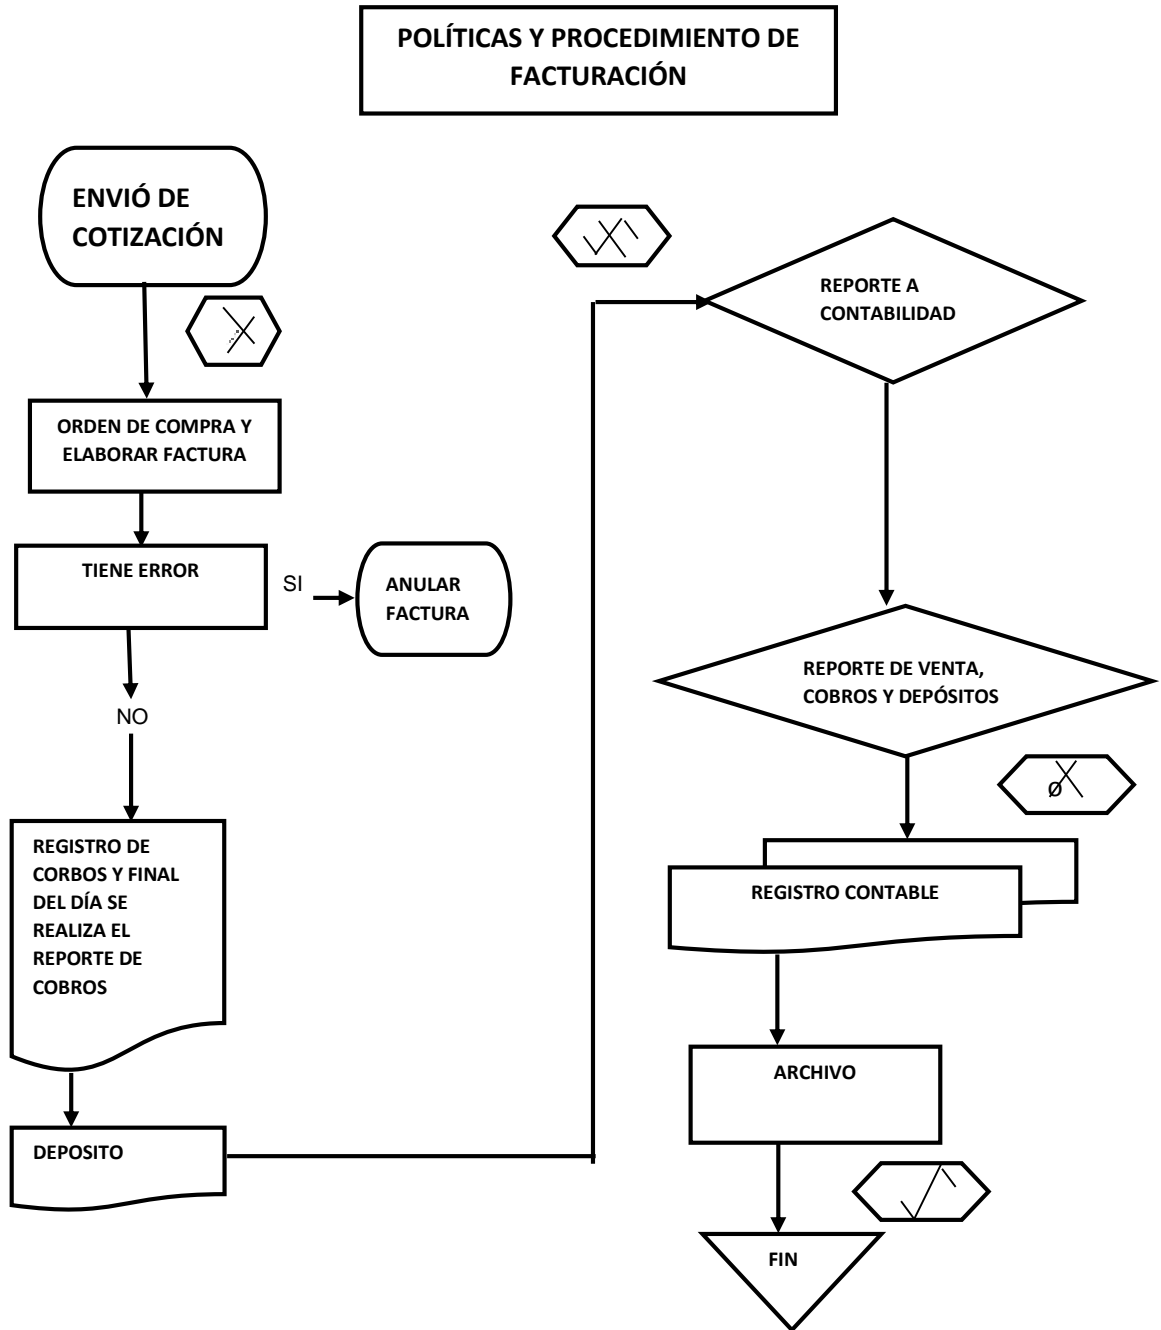 POLÍTICAS Y PROCEDIMIENTO DE
FACTURACIÓN
ENVIÓ DE
COTIZACIÓN
ORDEN DE COMPRA Y
ELABORAR FACTURA
TIENE ERROR
SI
ANULAR
FACTURA
NO
REGISTRO DE
CORBOS Y FINAL
DEL DÍA SE
REALIZA EL
REPORTE DE
COBROS
DEPOSITO
REPORTE A
CONTABILIDAD
REPORTE DE VENTA,
COBROS Y DEPÓSITOS
Ø
REGISTRO CONTABLE
ARCHIVO
FIN